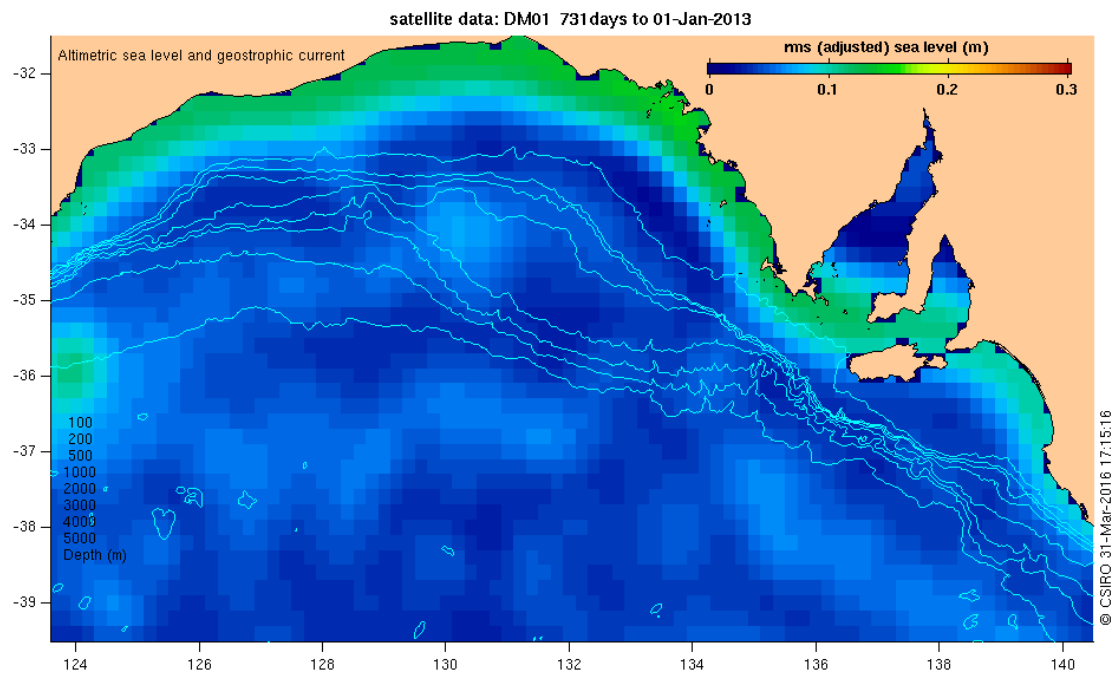 satellite data: DM01 731days to 01-Jan-2013
Altimetric sea level and geostrophic current
rms (adjusted) sea level (m)
0 0.1 0.2 0.3
-32
-33
-34
-35
-36
-37
-38
-39
100
200
500
1000
2000
3000
4000
5000
Depth (m)
124 126 128 130 132 134 136 138 140
© CSIRO 31-Mar-2016 17:15:16